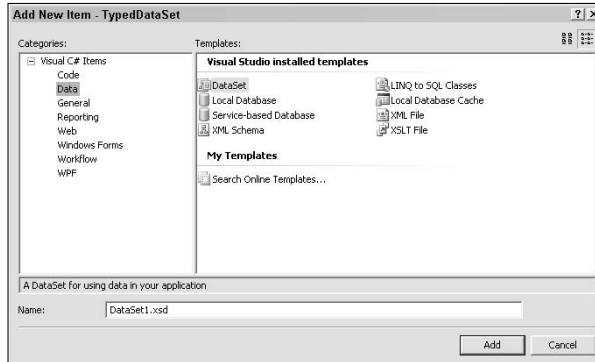 Add New Item - TypedDataSet
Categories:
Templates:
Visual C# Items
Code
Data
General
Reporting
Web
Windows Forms
Workflow
WPF
Visual Studio installed templates
DataSet
LINQ to SQL Classes
Local Database
Local Database Cache
Service-based Database
XML File
XML Schema
XSLT File
My Templates
Search Online Templates...
A DataSet for using data in your application
Name:
DataSet1.xsd
Add
Cancel